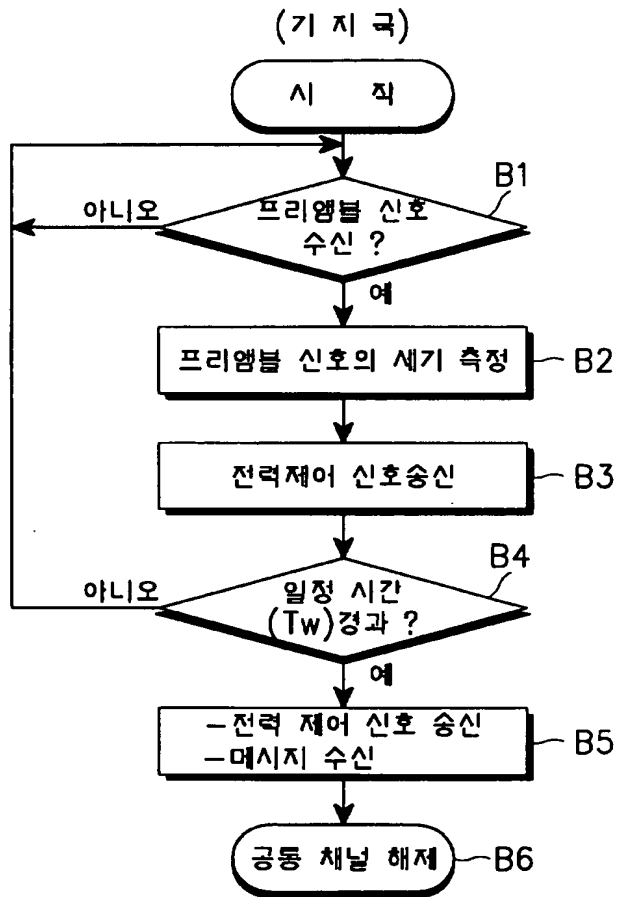 (기 지 국)
시 작
B1
아니오
프리앰블 신호
수신 ?
예
프리앰블 신호의 세기 측정
B2
전력제어 신호송신
B3
B4
아니오
일정 시간
(Tw)경과 ?
예
-전력 제어 신호 송신
-메시지 수신
B5
공통 채널 해제
B6